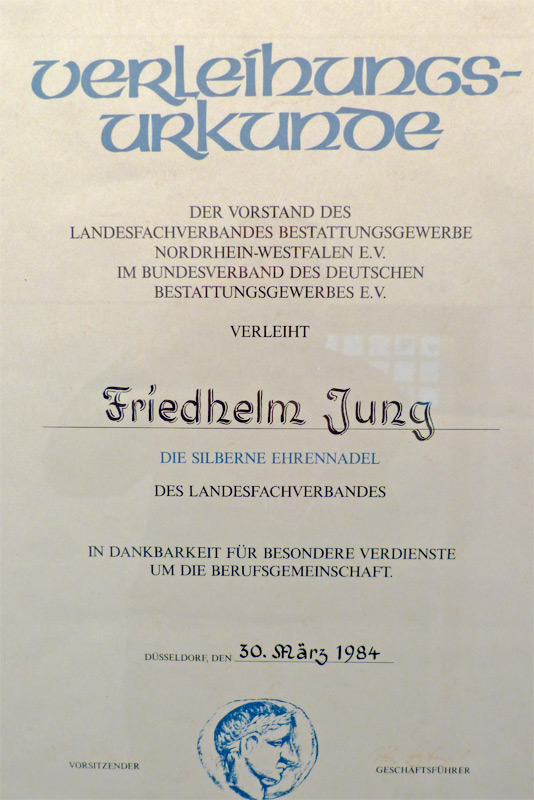 Verleihungs-
urkunde
DER VORSTAND DES
LANDESFACHVERBANDES BESTATTUNGSGEWERBE
NORDRHEIN-WESTFALEN E.V.
IM BUNDESVERBAND DES DEUTSCHEN
BESTATTUNGSGEWERBES E.V.
VERLEIHT
Friedhelm Jung
DIE SILBERNE EHRENNADEL
DES LANDESFACHVERBANDES
IN DANKBARKEIT FÜR BESONDERE VERDIENSTE
UM DIE BERUFSGEMEINSCHAFT.
DÜSSELDORF, DEN 30. März 1984
VORSITZENDER GESCHÄFTSFÜHRER